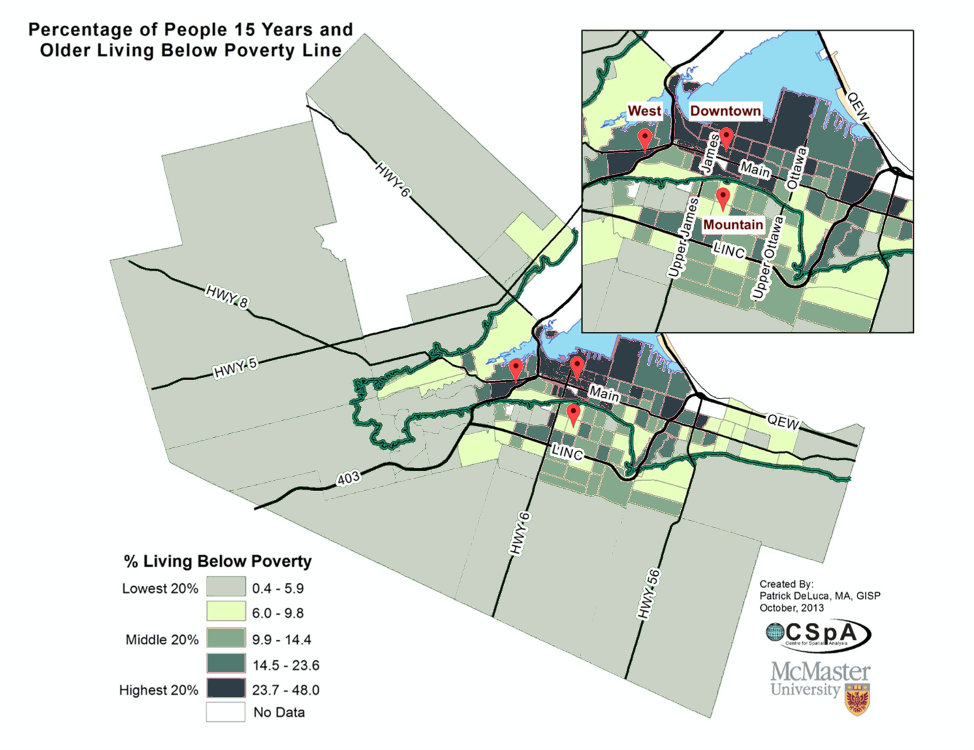 Percentage of People 15 Years and
Older Living Below Poverty Line
West
Downtown
QEW
James
Main
Ottawa
Mountain
Upper James
LINC
Upper Ottawa
HWY 6
HWY 8
HWY 5
Main
QEW
LINC
403
HWY 6
HWY 56
% Living Below Poverty
Lowest 20% 0.4 - 5.9
6.0 - 9.8
Middle 20% 9.9 - 14.4
14.5 - 23.6
Highest 20% 23.7 - 48.0
No Data
Created By:
Patrick DeLuca, MA, GISP
October, 2013
CSpA
Centre for Spatial Analysis
McMaster
University